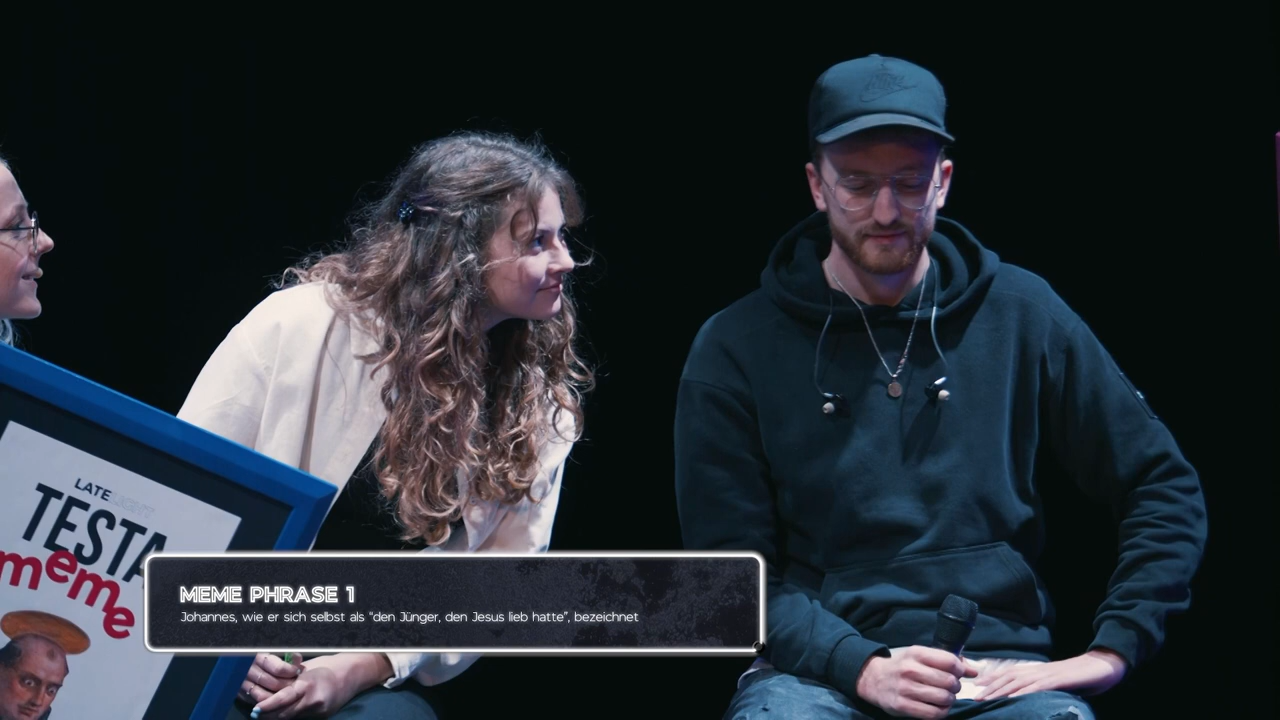 LATE
TESTA
meme
MEME PHRASE 1
Johannes, wie er sich selbst als "den Jünger, den Jesus lieb hatte", bezeichnet